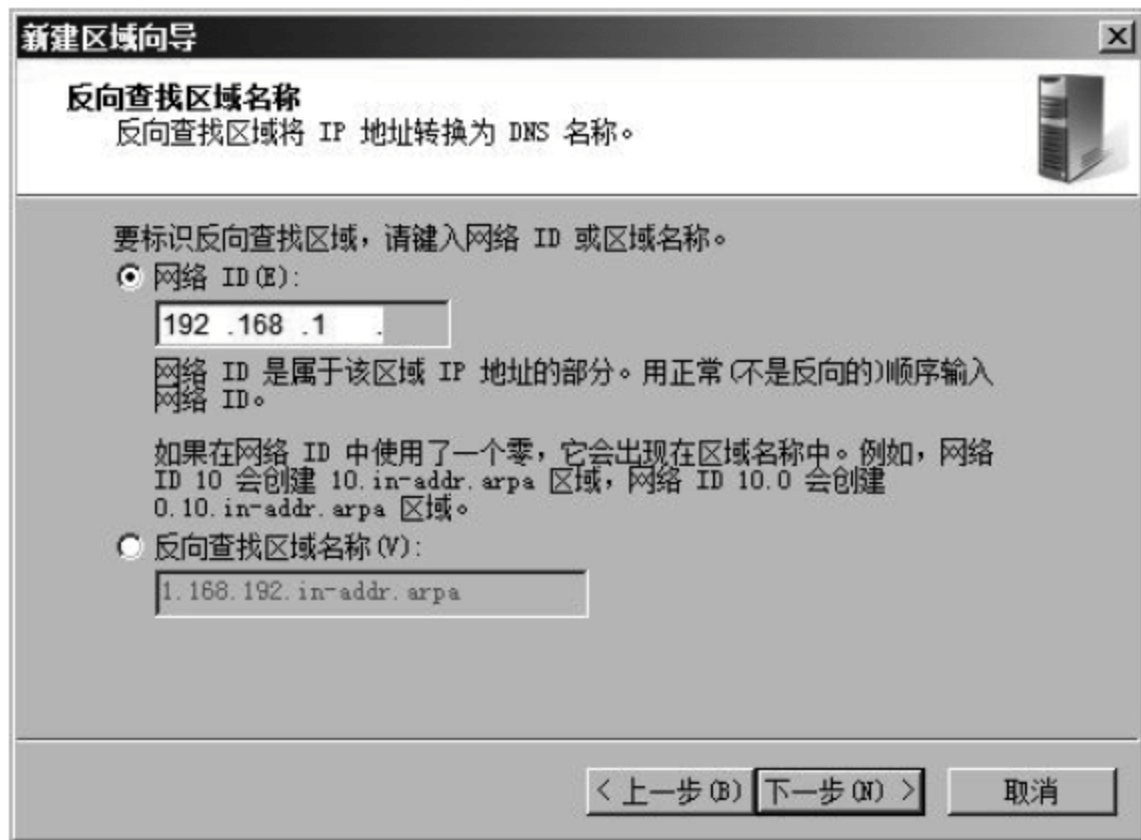 新建区域向导
反向查找区域名称
反向查找区域将 IP 地址转换为 DNS 名称。
要标识反向查找区域，请键入网络 ID 或区域名称。
网络 ID(E):
192 .168 .1 .
网络 ID 是属于该区域 IP 地址的部分。用正常(不是反向的)顺序输入
网络 ID。
如果在网络 ID 中使用了一个零，它会出现在区域名称中。例如，网络
ID 10 会创建 10.in-addr.arpa 区域，网络 ID 10.0 会创建
0.10.in-addr.arpa 区域。
反向查找区域名称(V):
1.168.192.in-addr.arpa
< 上一步(B) 下一步(N) > 取消